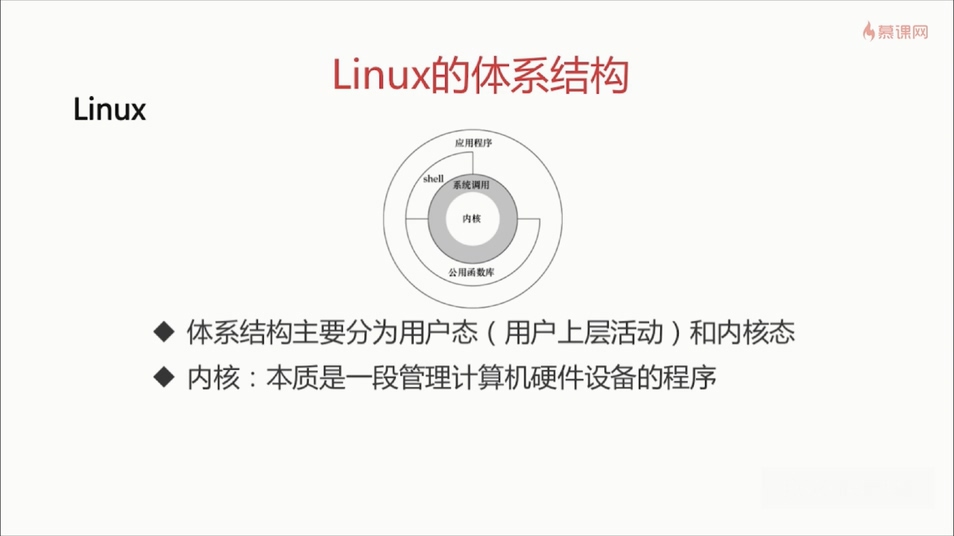 慕课网
Linux的体系结构
Linux
应用程序
shell
系统调用
内核
公用函数库
◆ 体系结构主要分为用户态（用户上层活动）和内核态
◆ 内核：本质是一段管理计算机硬件设备的程序